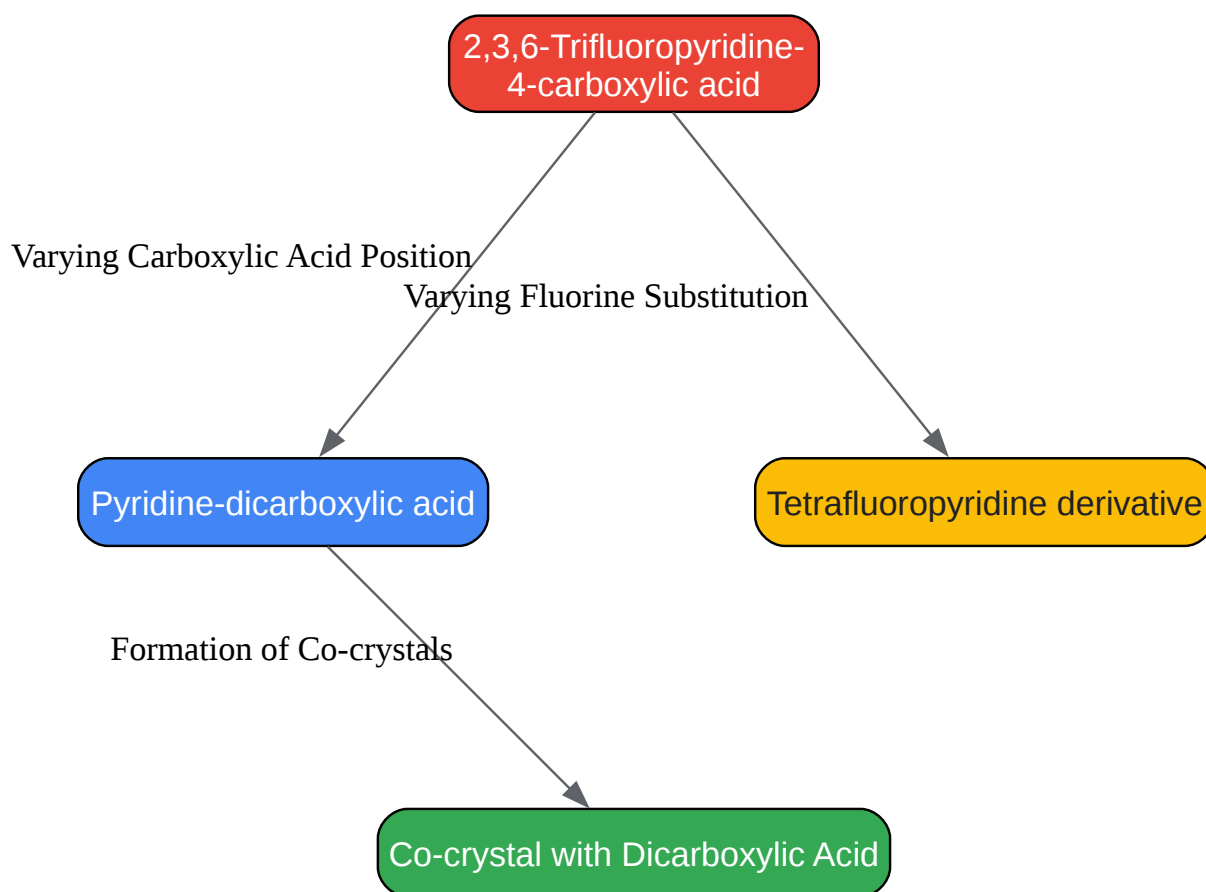 2,3,6-Trifluoropyridine-
4-carboxylic acid
Varying Carboxylic Acid Position
Varying Fluorine Substitution
Pyridine-dicarboxylic acid
Tetrafluoropyridine derivative
Formation of Co-crystals
Co-crystal with Dicarboxylic Acid